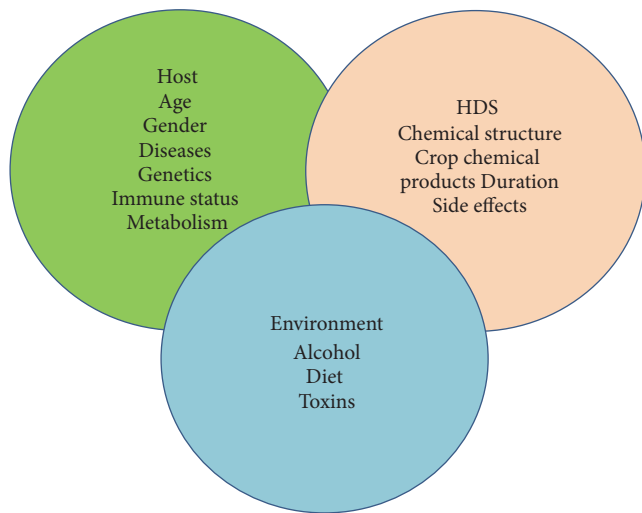 Host
Age
Gender
Diseases
Genetics
Immune status
Metabolism
HDS
Chemical structure
Crop chemical
products Duration
Side effects
Environment
Alcohol
Diet
Toxins